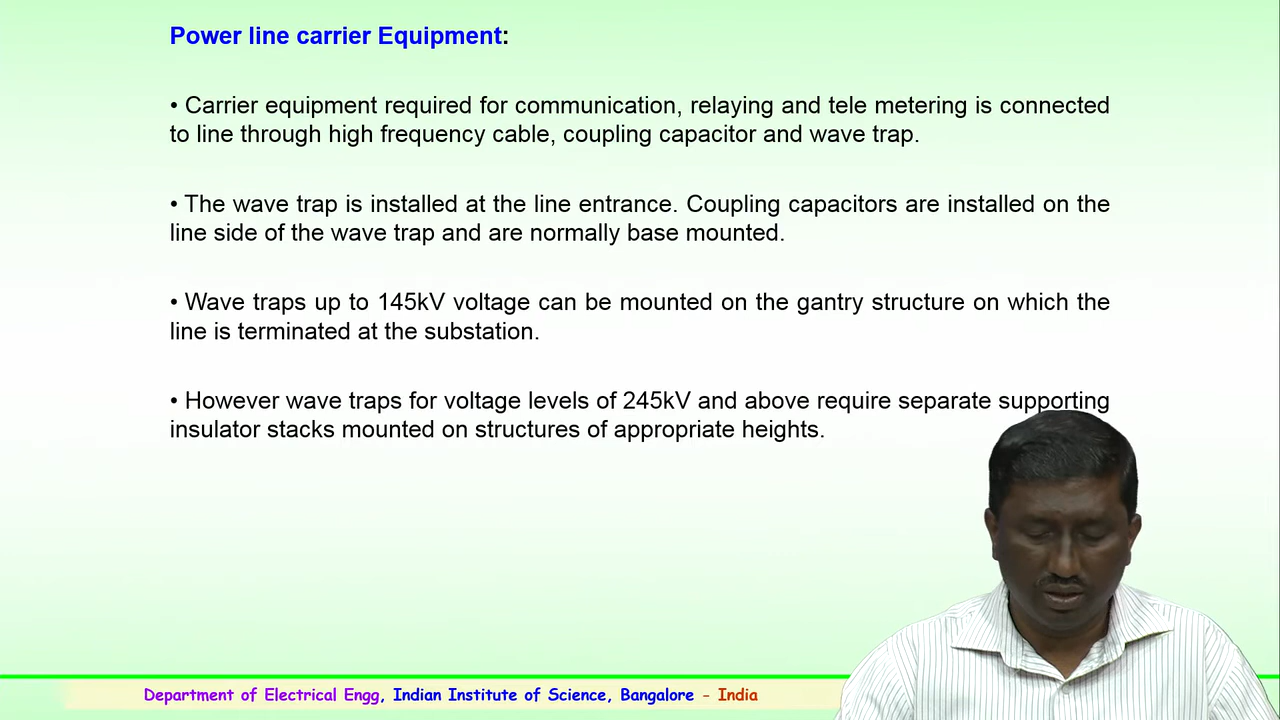 Power line carrier Equipment:
• Carrier equipment required for communication, relaying and tele metering is connected
to line through high frequency cable, coupling capacitor and wave trap.
• The wave trap is installed at the line entrance. Coupling capacitors are installed on the
line side of the wave trap and are normally base mounted.
• Wave traps up to 145kV voltage can be mounted on the gantry structure on which the
line is terminated at the substation.
• However wave traps for voltage levels of 245kV and above require separate supporting
insulator stacks mounted on structures of appropriate heights.
Department of Electrical Engg, Indian Institute of Science, Bangalore - India